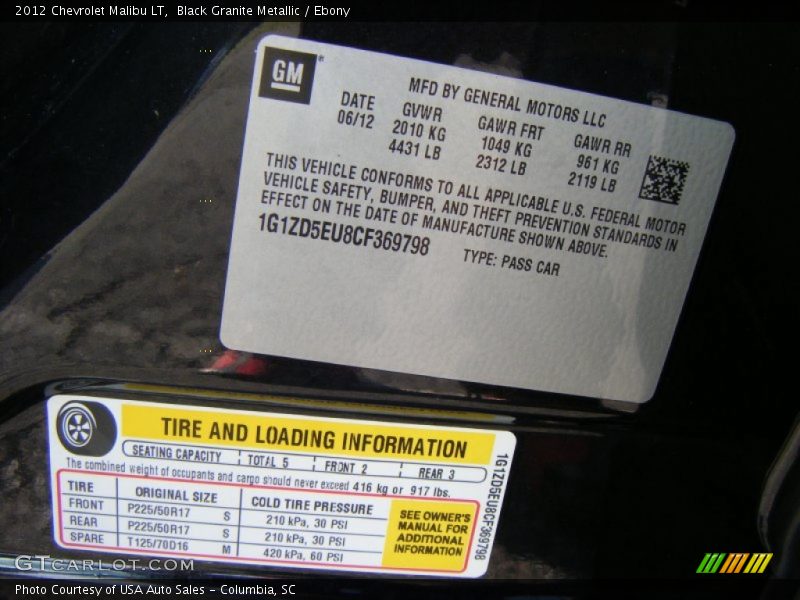 2012 Chevrolet Malibu LT,  Black Granite Metallic / Ebony
GM
MFD BY GENERAL MOTORS LLC
DATE GVWR GAWR FRT GAWR RR
06/12 2010 KG 1049 KG 961 KG
4431 LB 2312 LB 2119 LB
THIS VEHICLE CONFORMS TO ALL APPLICABLE U.S. FEDERAL MOTOR
VEHICLE SAFETY, BUMPER, AND THEFT PREVENTION STANDARDS IN
EFFECT ON THE DATE OF MANUFACTURE SHOWN ABOVE.
1G1ZD5EU8CF369798 TYPE: PASS CAR
TIRE AND LOADING INFORMATION
SEATING CAPACITY TOTAL 5 FRONT 2 REAR 3
The combined weight of occupants and cargo should never exceed 416 kg or 917 lbs.
TIRE ORIGINAL SIZE COLD TIRE PRESSURE
FRONT P225/50R17 S 210 kPa, 30 PSI
REAR P225/50R17 S 210 kPa, 30 PSI
SPARE T125/70D16 M 420 kPa, 60 PSI
SEE OWNER'S
MANUAL FOR
ADDITIONAL
INFORMATION
1G1ZD5EU8CF369798
GTCarlot.com
Photo Courtesy of USA Auto Sales - Columbia, SC